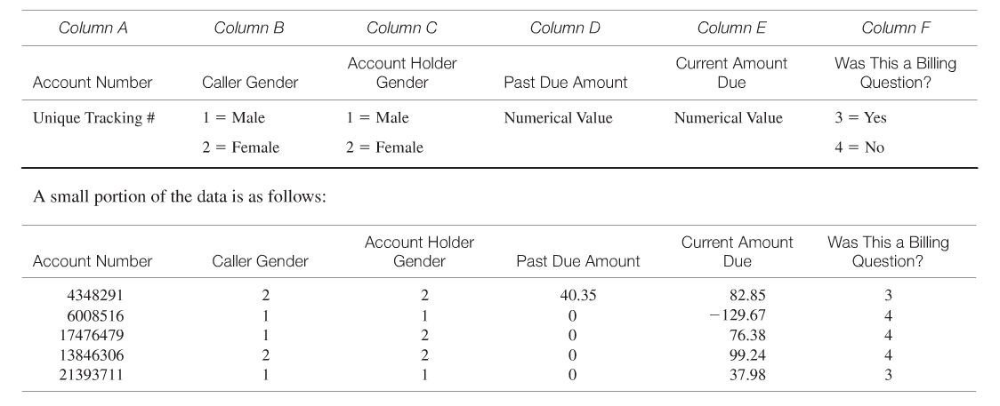 Column A Column B Column C Column D Column E Column F
Account Holder Current Amount Was This a Billing
Account Number Caller Gender Gender Past Due Amount Due Question?
Unique Tracking # 1 = Male 1 = Male Numerical Value Numerical Value 3 = Yes
2 = Female 2 = Female 4 = No
A small portion of the data is as follows:
Account Holder Current Amount Was This a Billing
Account Number Caller Gender Gender Past Due Amount Due Question?
4348291 2 2 40.35 82.85 3
6008516 1 1 0 −129.67 4
17476479 1 2 0 76.38 4
13846306 2 2 0 99.24 4
21393711 1 1 0 37.98 3